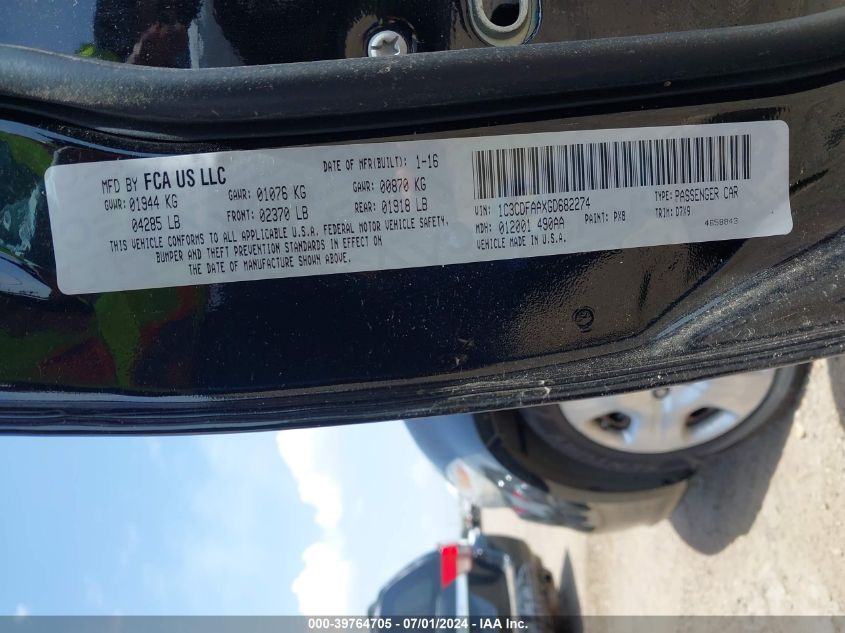 MFD BY FCA US LLC
DATE OF MFR(BUILT): 1-16
GVWR: 01944 KG
04285 LB
GAWR: 01076 KG
FRONT: 02370 LB
GAWR: 00870 KG
REAR: 01918 LB
THIS VEHICLE CONFORMS TO ALL APPLICABLE U.S.A. FEDERAL MOTOR VEHICLE SAFETY,
BUMPER AND THEFT PREVENTION STANDARDS IN EFFECT ON
THE DATE OF MANUFACTURE SHOWN ABOVE.
VIN: 1C3CDFAAXGD682274
TYPE: PASSENGER CAR
MDH: 012001 490AA
PAINT: PX8
TRIM: D7X9
VEHICLE MADE IN U.S.A.
4658843
000-39764705 - 07/01/2024 - IAA Inc.